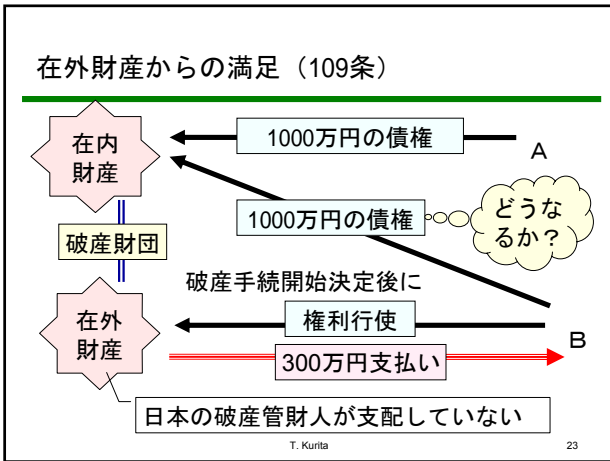 在外財産からの満足（109条）
在内
財産
1000万円の債権
A
1000万円の債権
どうな
るか？
破産財団
破産手続開始決定後に
在外
財産
権利行使
B
300万円支払い
日本の破産管財人が支配していない
T. Kurita
23